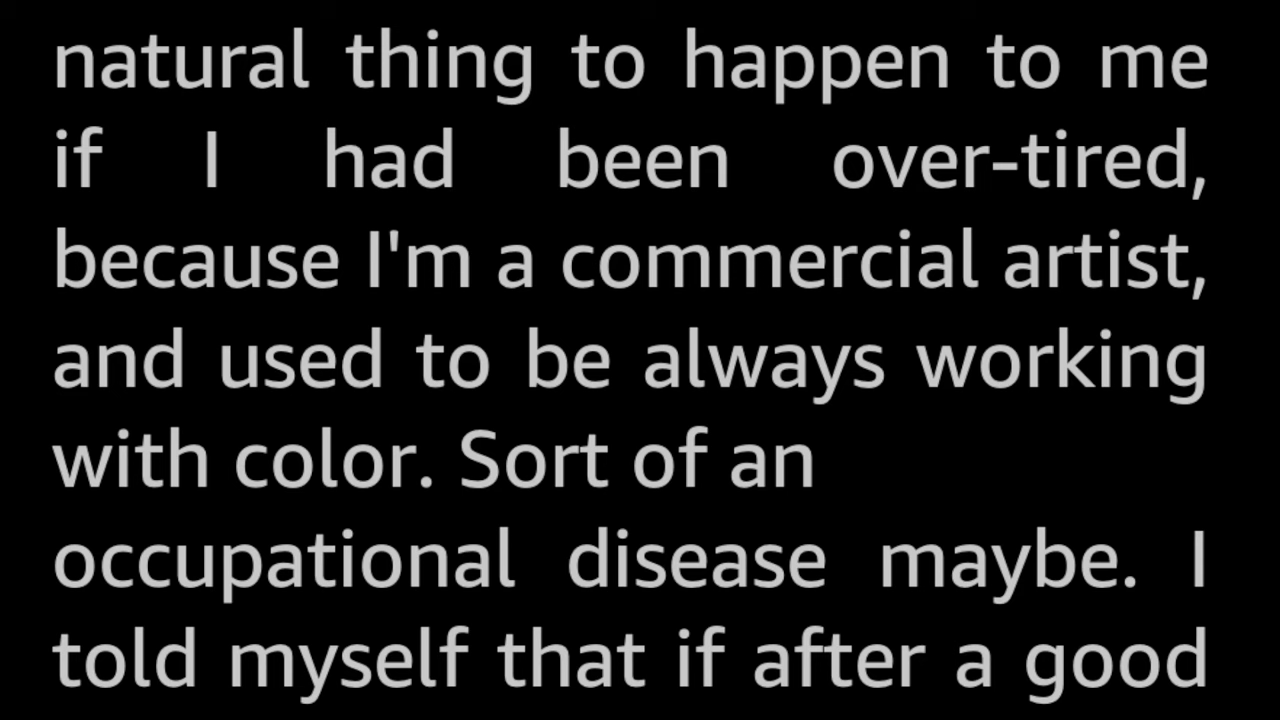 natural thing to happen to me
if I had been over-tired,
because I'm a commercial artist,
and used to be always working
with color. Sort of an
occupational disease maybe. I
told myself that if after a good